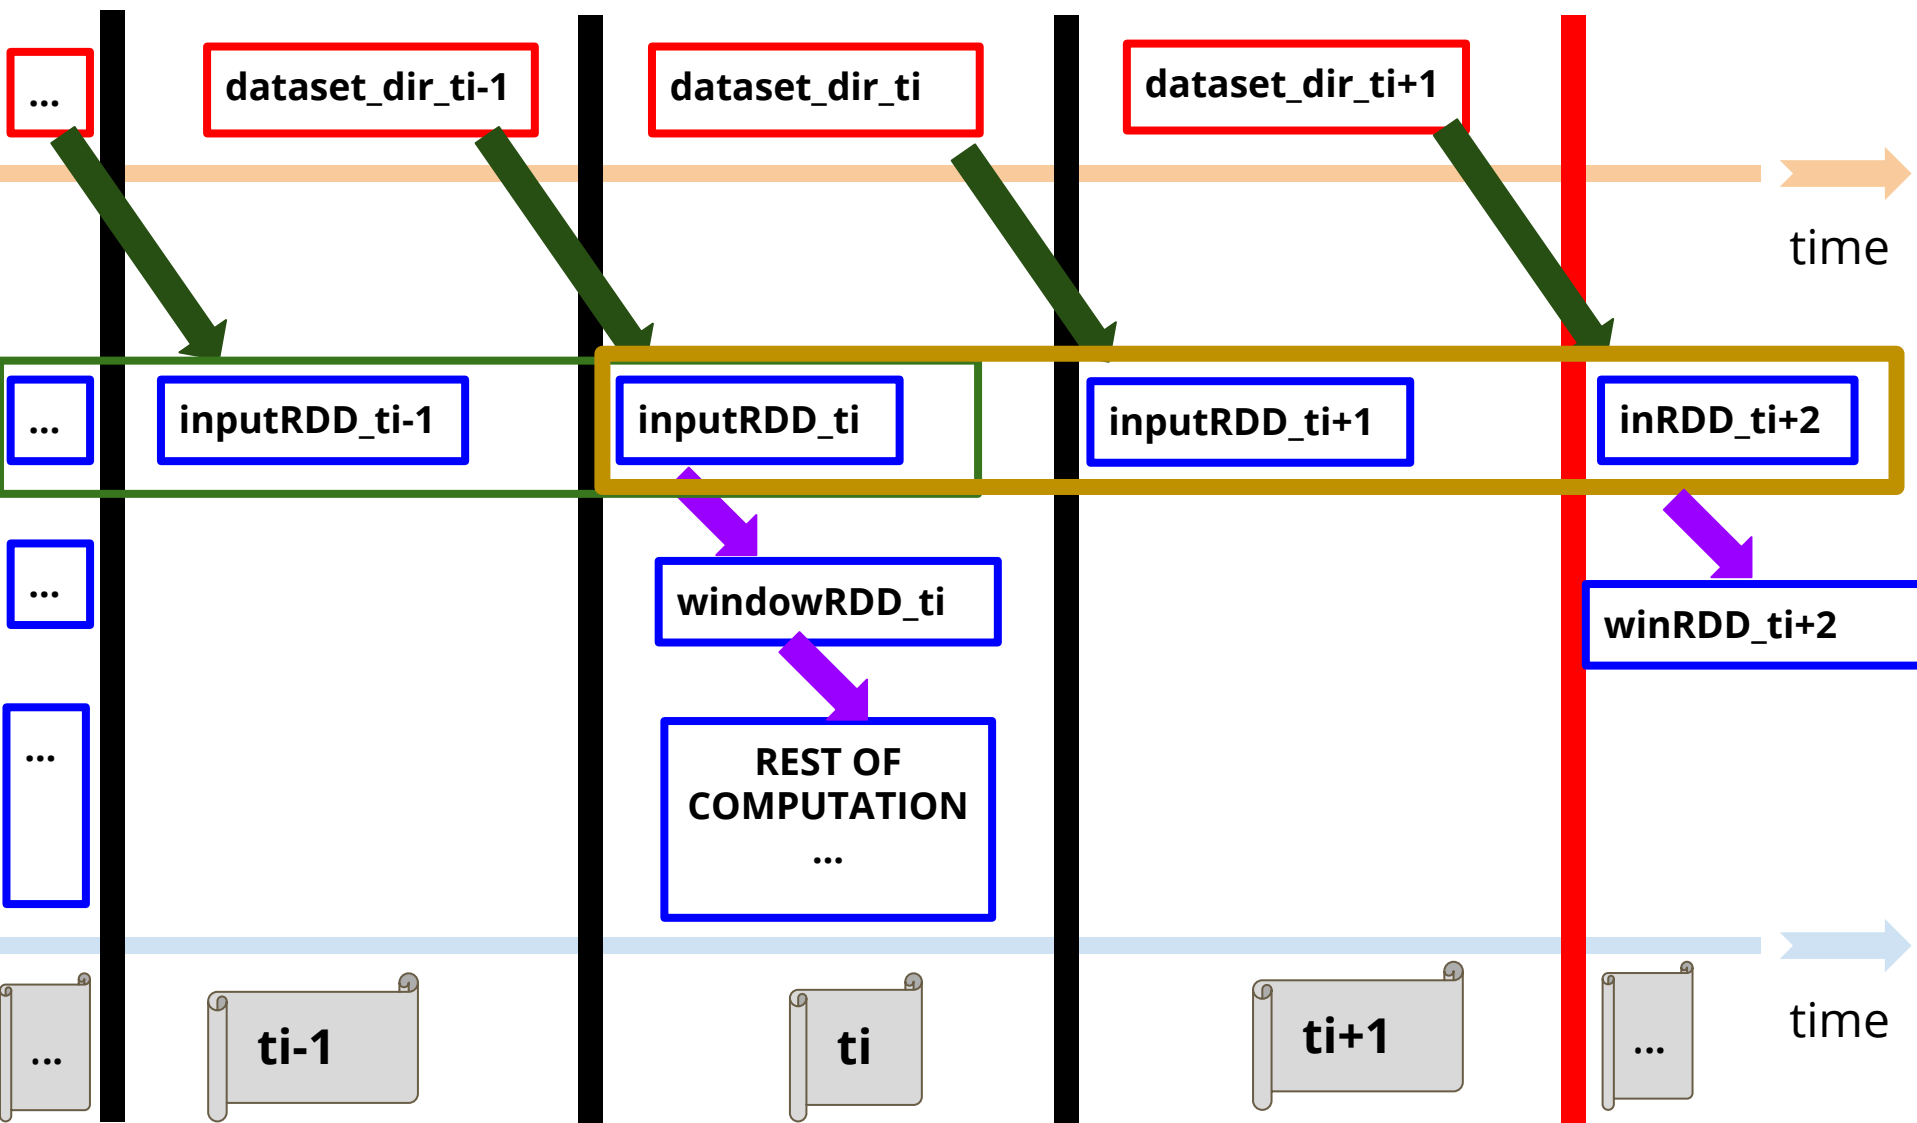 ...
dataset_dir_ti-1
dataset_dir_ti
dataset_dir_ti+1
time
...
inputRDD_ti-1
inputRDD_ti
inputRDD_ti+1
inRDD_ti+2
...
windowRDD_ti
winRDD_ti+2
...
REST OF
COMPUTATION
...
...
ti-1
ti
ti+1
...
time